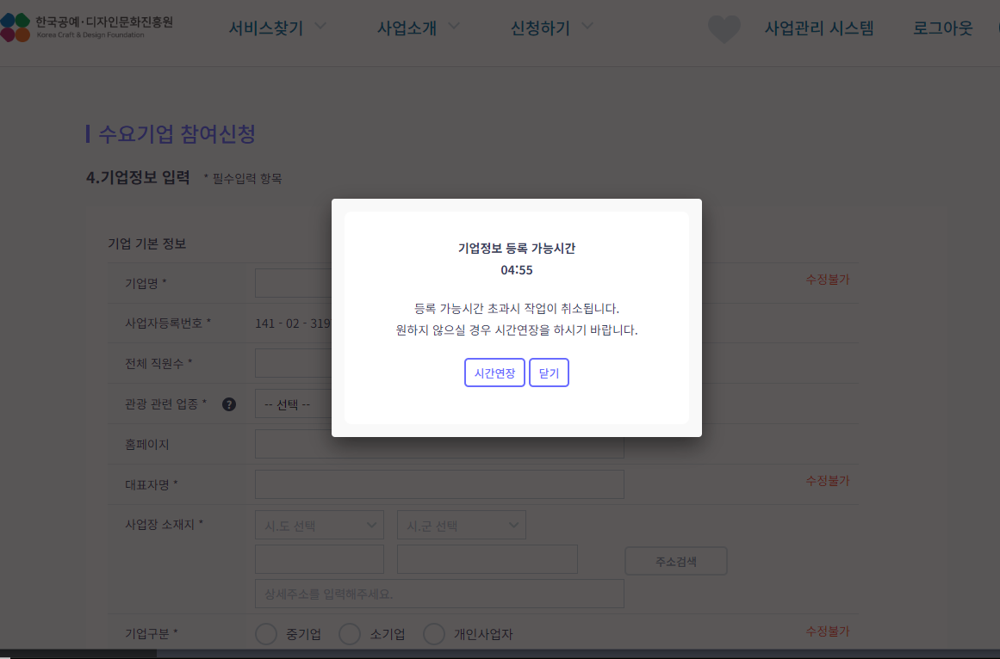 한국공예·디자인문화진흥원
Korea Craft & Design Foundation
서비스찾기
사업소개
신청하기
사업관리 시스템
로그아웃
수요기업 참여신청
4.기업정보 입력 * 필수입력 항목
기업 기본 정보
기업명 *
수정불가
사업자등록번호 *
141 - 02 - 319
전체 직원수 *
관광 관련 업종 * ?
-- 선택 --
홈페이지
대표자명 *
수정불가
사업장 소재지 *
시.도 선택
시.군 선택
주소검색
상세주소를 입력해주세요.
기업구분 *
중기업
소기업
개인사업자
수정불가
기업정보 등록 가능시간
04:55
등록 가능시간 초과시 작업이 취소됩니다.
원하지 않으실 경우 시간연장을 하시기 바랍니다.
시간연장
닫기